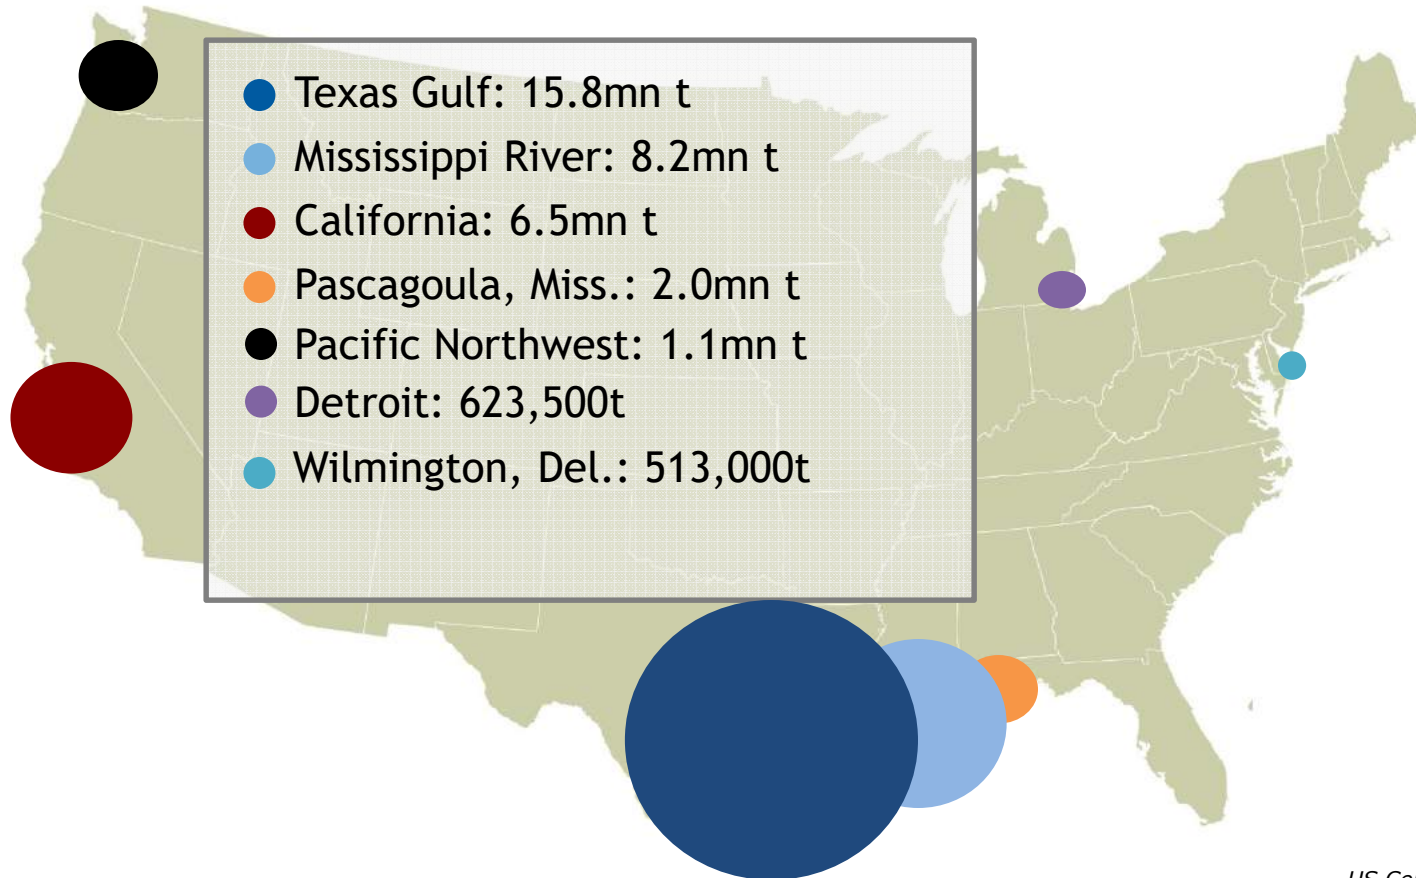 Texas Gulf: 15.8mn t
Mississippi River: 8.2mn t
California: 6.5mn t
Pascagoula, Miss.: 2.0mn t
Pacific Northwest: 1.1mn t
Detroit: 623,500t
Wilmington, Del.: 513,000t
US